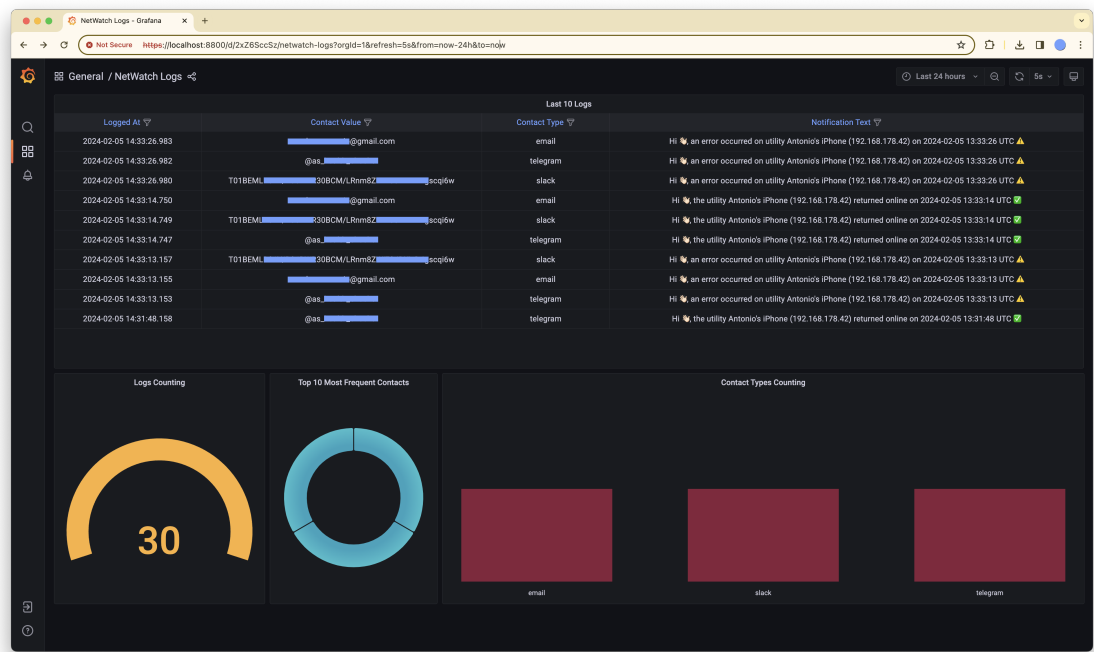 NetWatch Logs - Grafana
Not Secure https://localhost:8800/d/2xZ6SccSz/netwatch-logs?orgId=1&refresh=5s&from=now-24h&to=now
General / NetWatch Logs
Last 24 hours
5s
Last 10 Logs
Logged At Contact Value Contact Type Notification Text
2024-02-05 14:33:26.983 @gmail.com email Hi 👋🏻, an error occurred on utility Antonio's iPhone (192.168.178.42) on 2024-02-05 13:33:26 UTC ⚠️
2024-02-05 14:33:26.982 @as_ telegram Hi 👋🏻, an error occurred on utility Antonio's iPhone (192.168.178.42) on 2024-02-05 13:33:26 UTC ⚠️
2024-02-05 14:33:26.980 T01BEML 30BCM/LRnm8Z scqi6w slack Hi 👋🏻, an error occurred on utility Antonio's iPhone (192.168.178.42) on 2024-02-05 13:33:26 UTC ⚠️
2024-02-05 14:33:14.750 @gmail.com email Hi 👋🏻, the utility Antonio's iPhone (192.168.178.42) returned online on 2024-02-05 13:33:14 UTC ✅
2024-02-05 14:33:14.749 T01BEML 30BCM/LRnm8Z scqi6w slack Hi 👋🏻, the utility Antonio's iPhone (192.168.178.42) returned online on 2024-02-05 13:33:14 UTC ✅
2024-02-05 14:33:14.747 @as_ telegram Hi 👋🏻, the utility Antonio's iPhone (192.168.178.42) returned online on 2024-02-05 13:33:14 UTC ✅
2024-02-05 14:33:13.157 T01BEML 30BCM/LRnm8Z scqi6w slack Hi 👋🏻, an error occurred on utility Antonio's iPhone (192.168.178.42) on 2024-02-05 13:33:13 UTC ⚠️
2024-02-05 14:33:13.155 @gmail.com email Hi 👋🏻, an error occurred on utility Antonio's iPhone (192.168.178.42) on 2024-02-05 13:33:13 UTC ⚠️
2024-02-05 14:33:13.153 @as_ telegram Hi 👋🏻, an error occurred on utility Antonio's iPhone (192.168.178.42) on 2024-02-05 13:33:13 UTC ⚠️
2024-02-05 14:31:48.158 @as_ telegram Hi 👋🏻, the utility Antonio's iPhone (192.168.178.42) returned online on 2024-02-05 13:31:48 UTC ✅
Logs Counting
30
Top 10 Most Frequent Contacts
Contact Types Counting
email slack telegram